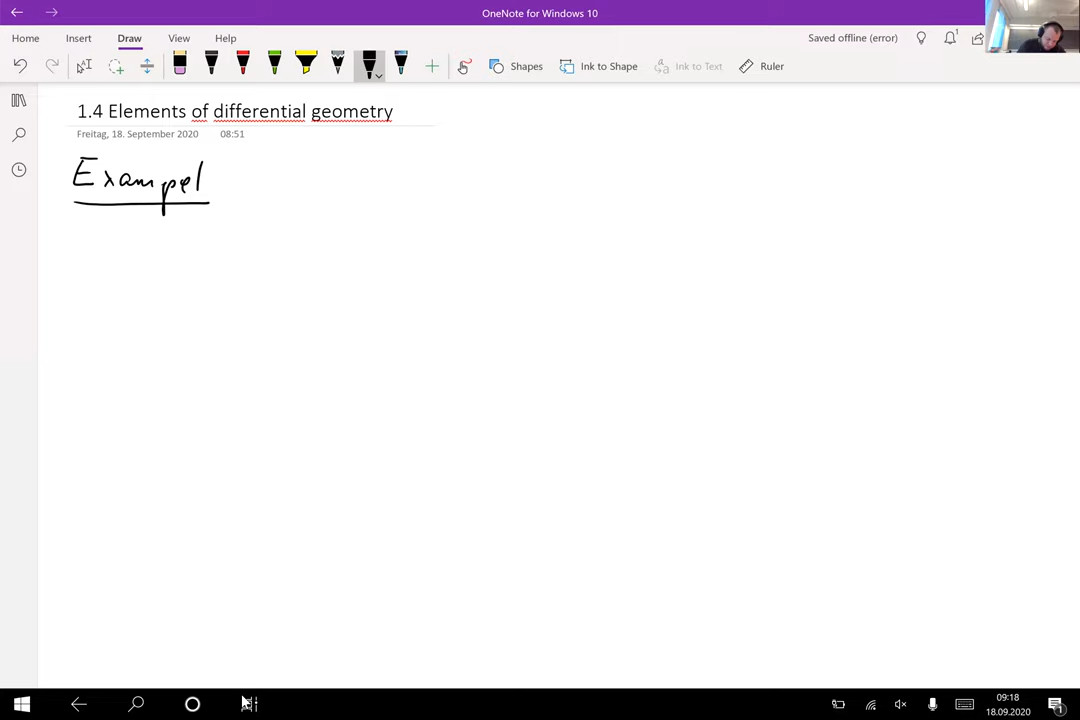 OneNote for Windows 10
Home Insert Draw View Help
Saved offline (error)
Shapes Ink to Shape Ink to Text Ruler
1.4 Elements of differential geometry
Freitag, 18. September 2020 08:51
Exampel
09:18
18.09.2020